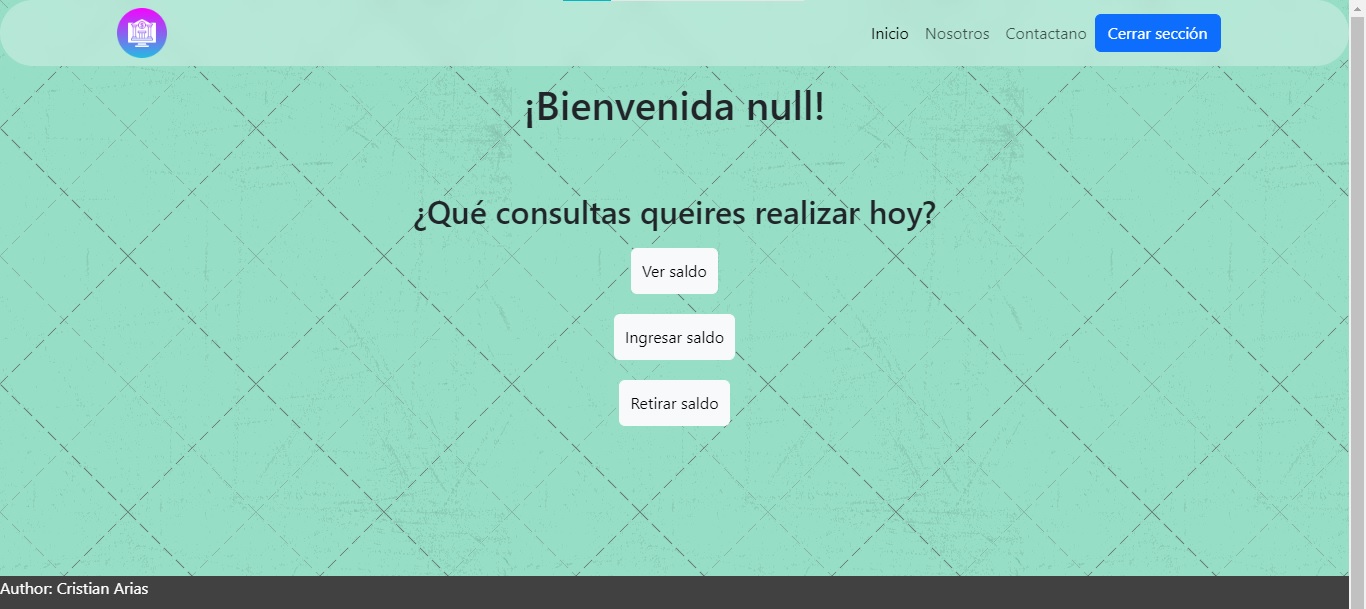 Inicio Nosotros Contactano Cerrar sección
¡Bienvenida null!
¿Qué consultas queires realizar hoy?
Ver saldo
Ingresar saldo
Retirar saldo
Author: Cristian Arias